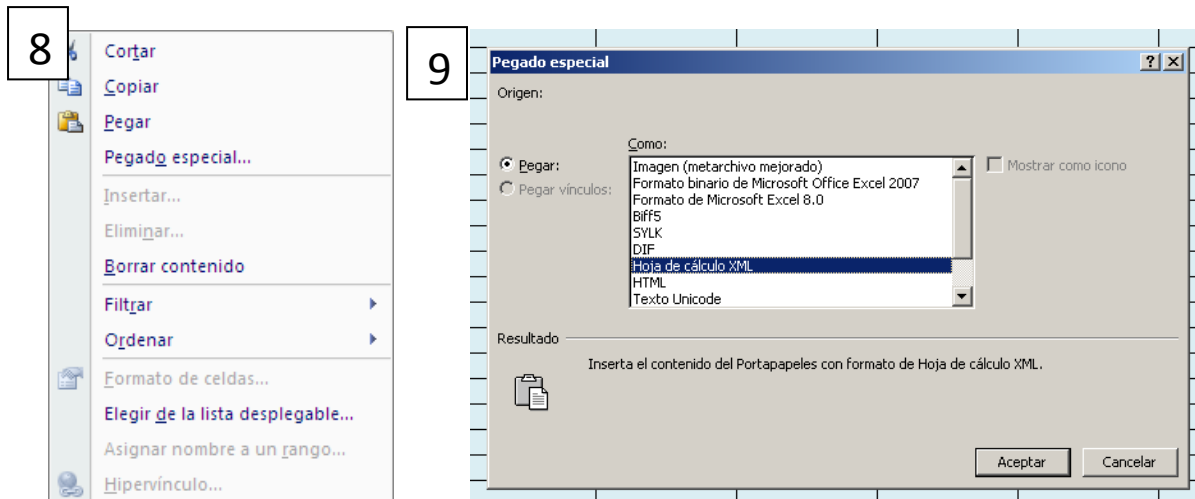 8
Cortar
Copiar
Pegar
Pegado especial...
Insertar...
Eliminar...
Borrar contenido
Filtrar
Ordenar
Formato de celdas...
Elegir de la lista desplegable...
Asignar nombre a un rango...
Hipervínculo...
9
Pegado especial
Origen:
Como:
Pegar:
Pegar vínculos:
Imagen (metarchivo mejorado)
Formato binario de Microsoft Office Excel 2007
Formato de Microsoft Excel 8.0
Biff5
SYLK
DIF
Hoja de cálculo XML
HTML
Texto Unicode
Mostrar como icono
Resultado
Inserta el contenido del Portapapeles con formato de Hoja de cálculo XML.
Aceptar
Cancelar